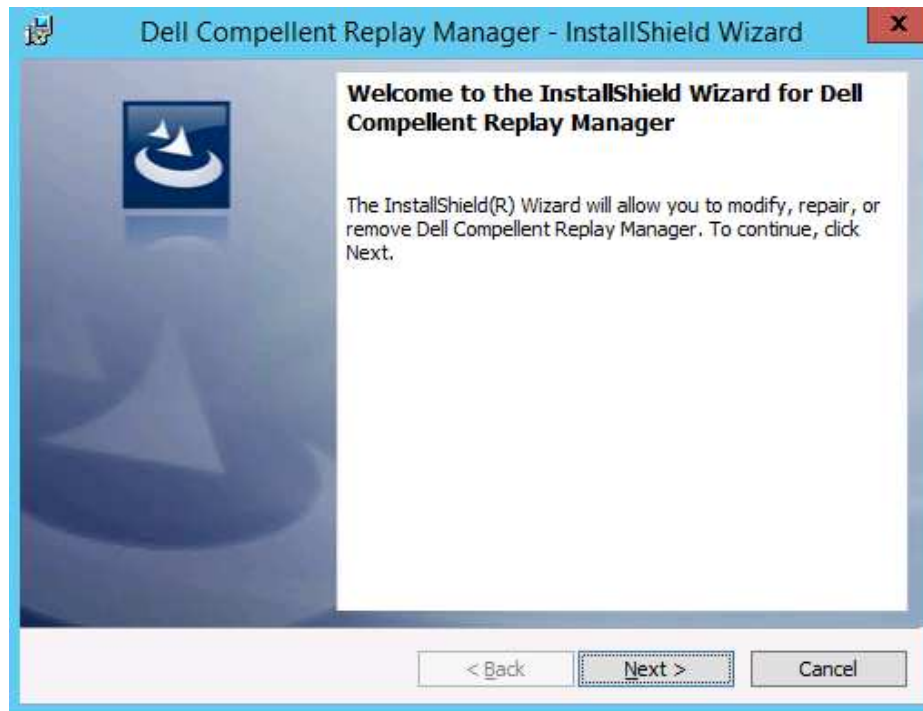 Dell Compellent Replay Manager - InstallShield Wizard
X
Welcome to the InstallShield Wizard for Dell
Compellent Replay Manager
The InstallShield(R) Wizard will allow you to modify, repair, or
remove Dell Compellent Replay Manager. To continue, click
Next.
< Back
Next >
Cancel